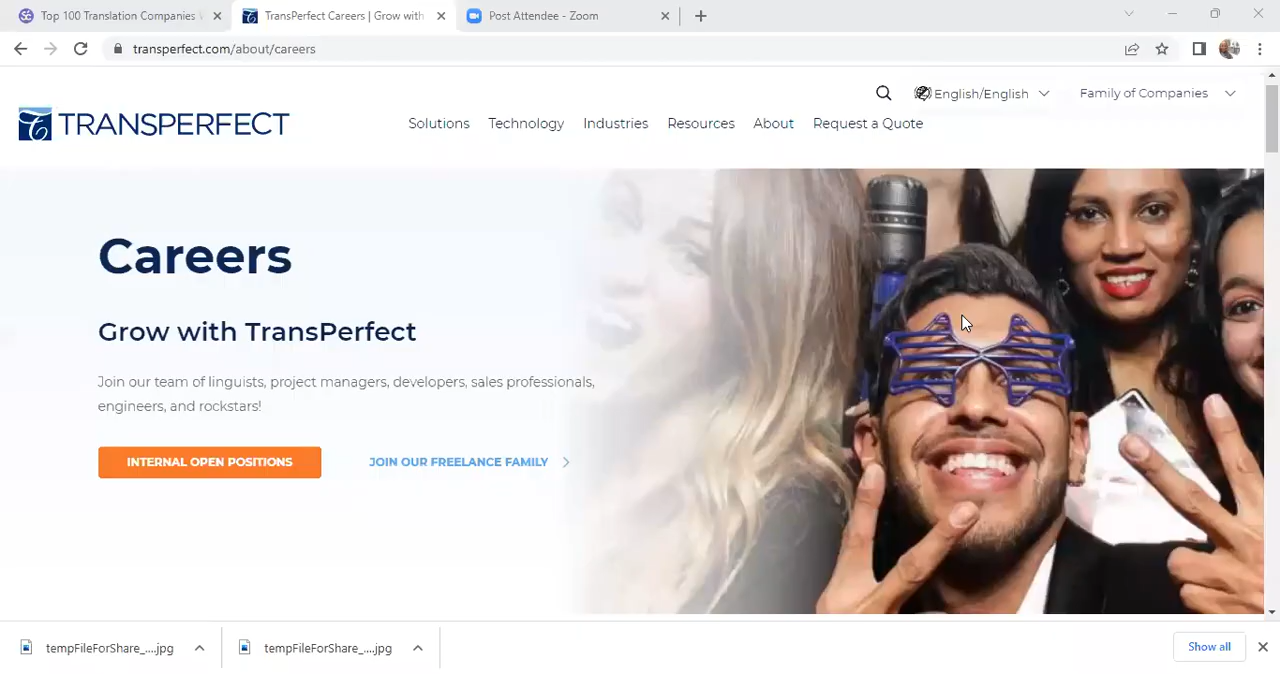 Top 100 Translation Companies
TransPerfect Careers | Grow with
Post Attendee - Zoom
transperfect.com/about/careers
English/English
Family of Companies
TRANSPERFECT
Solutions
Technology
Industries
Resources
About
Request a Quote
Careers
Grow with TransPerfect
Join our team of linguists, project managers, developers, sales professionals,
engineers, and rockstars!
INTERNAL OPEN POSITIONS
JOIN OUR FREELANCE FAMILY
tempFileForShare_....jpg
tempFileForShare_....jpg
Show all